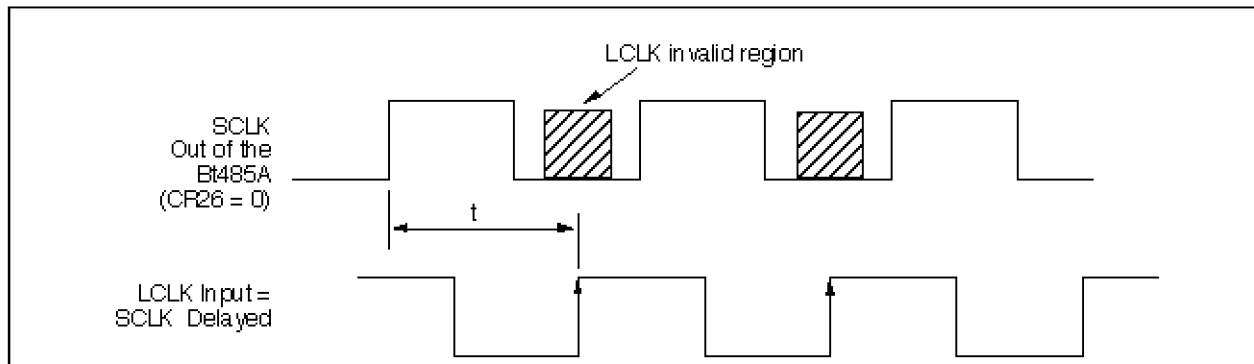 LCLK invalid region
SCLK
Out of the
Bt485A
(CR26 = 0)
t
LCLK Input =
SCLK Delayed